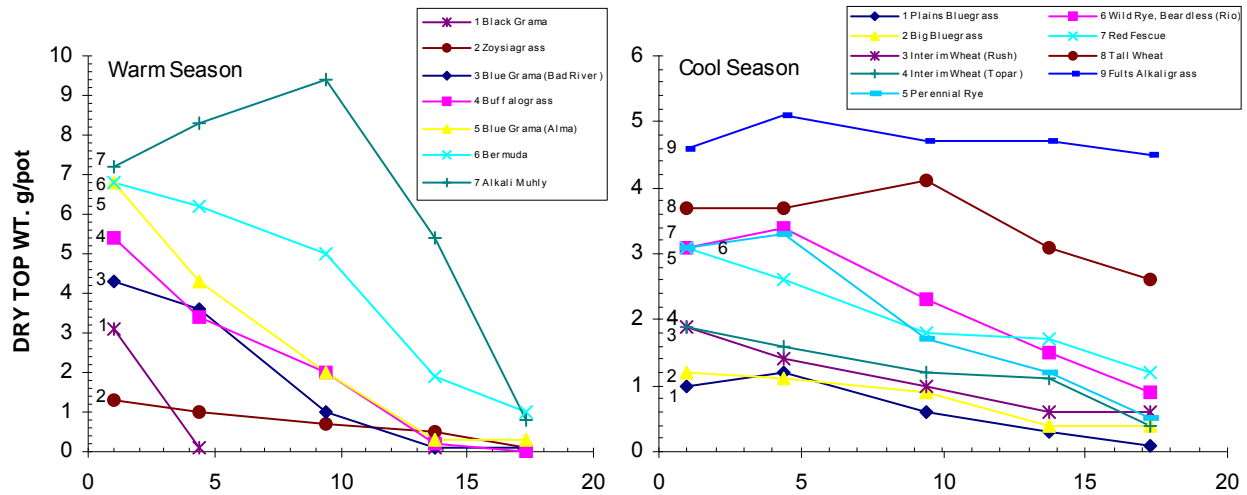 Warm Season
1 Black Grama
2 Zoysiagrass
3 Blue Grama (Bad River)
4 Buffalograss
5 Blue Grama (Alma)
6 Bermuda
7 Alkali Muhly
DRY TOP WT. g/pot
10
9
8
7
6
5
4
3
2
1
0
7
6
5
4
3
1
2
0 5 10 15 20
Cool Season
1 Plains Bluegrass
2 Big Bluegrass
3 Interim Wheat (Rush)
4 Interim Wheat (Topar)
5 Perennial Rye
6 Wild Rye, Beardless (Rio)
7 Red Fescue
8 Tall Wheat
9 Fults Alkaligrass
6
5
4
3
2
1
0
9
8
7
6
5
4
3
2
1
0 5 10 15 20